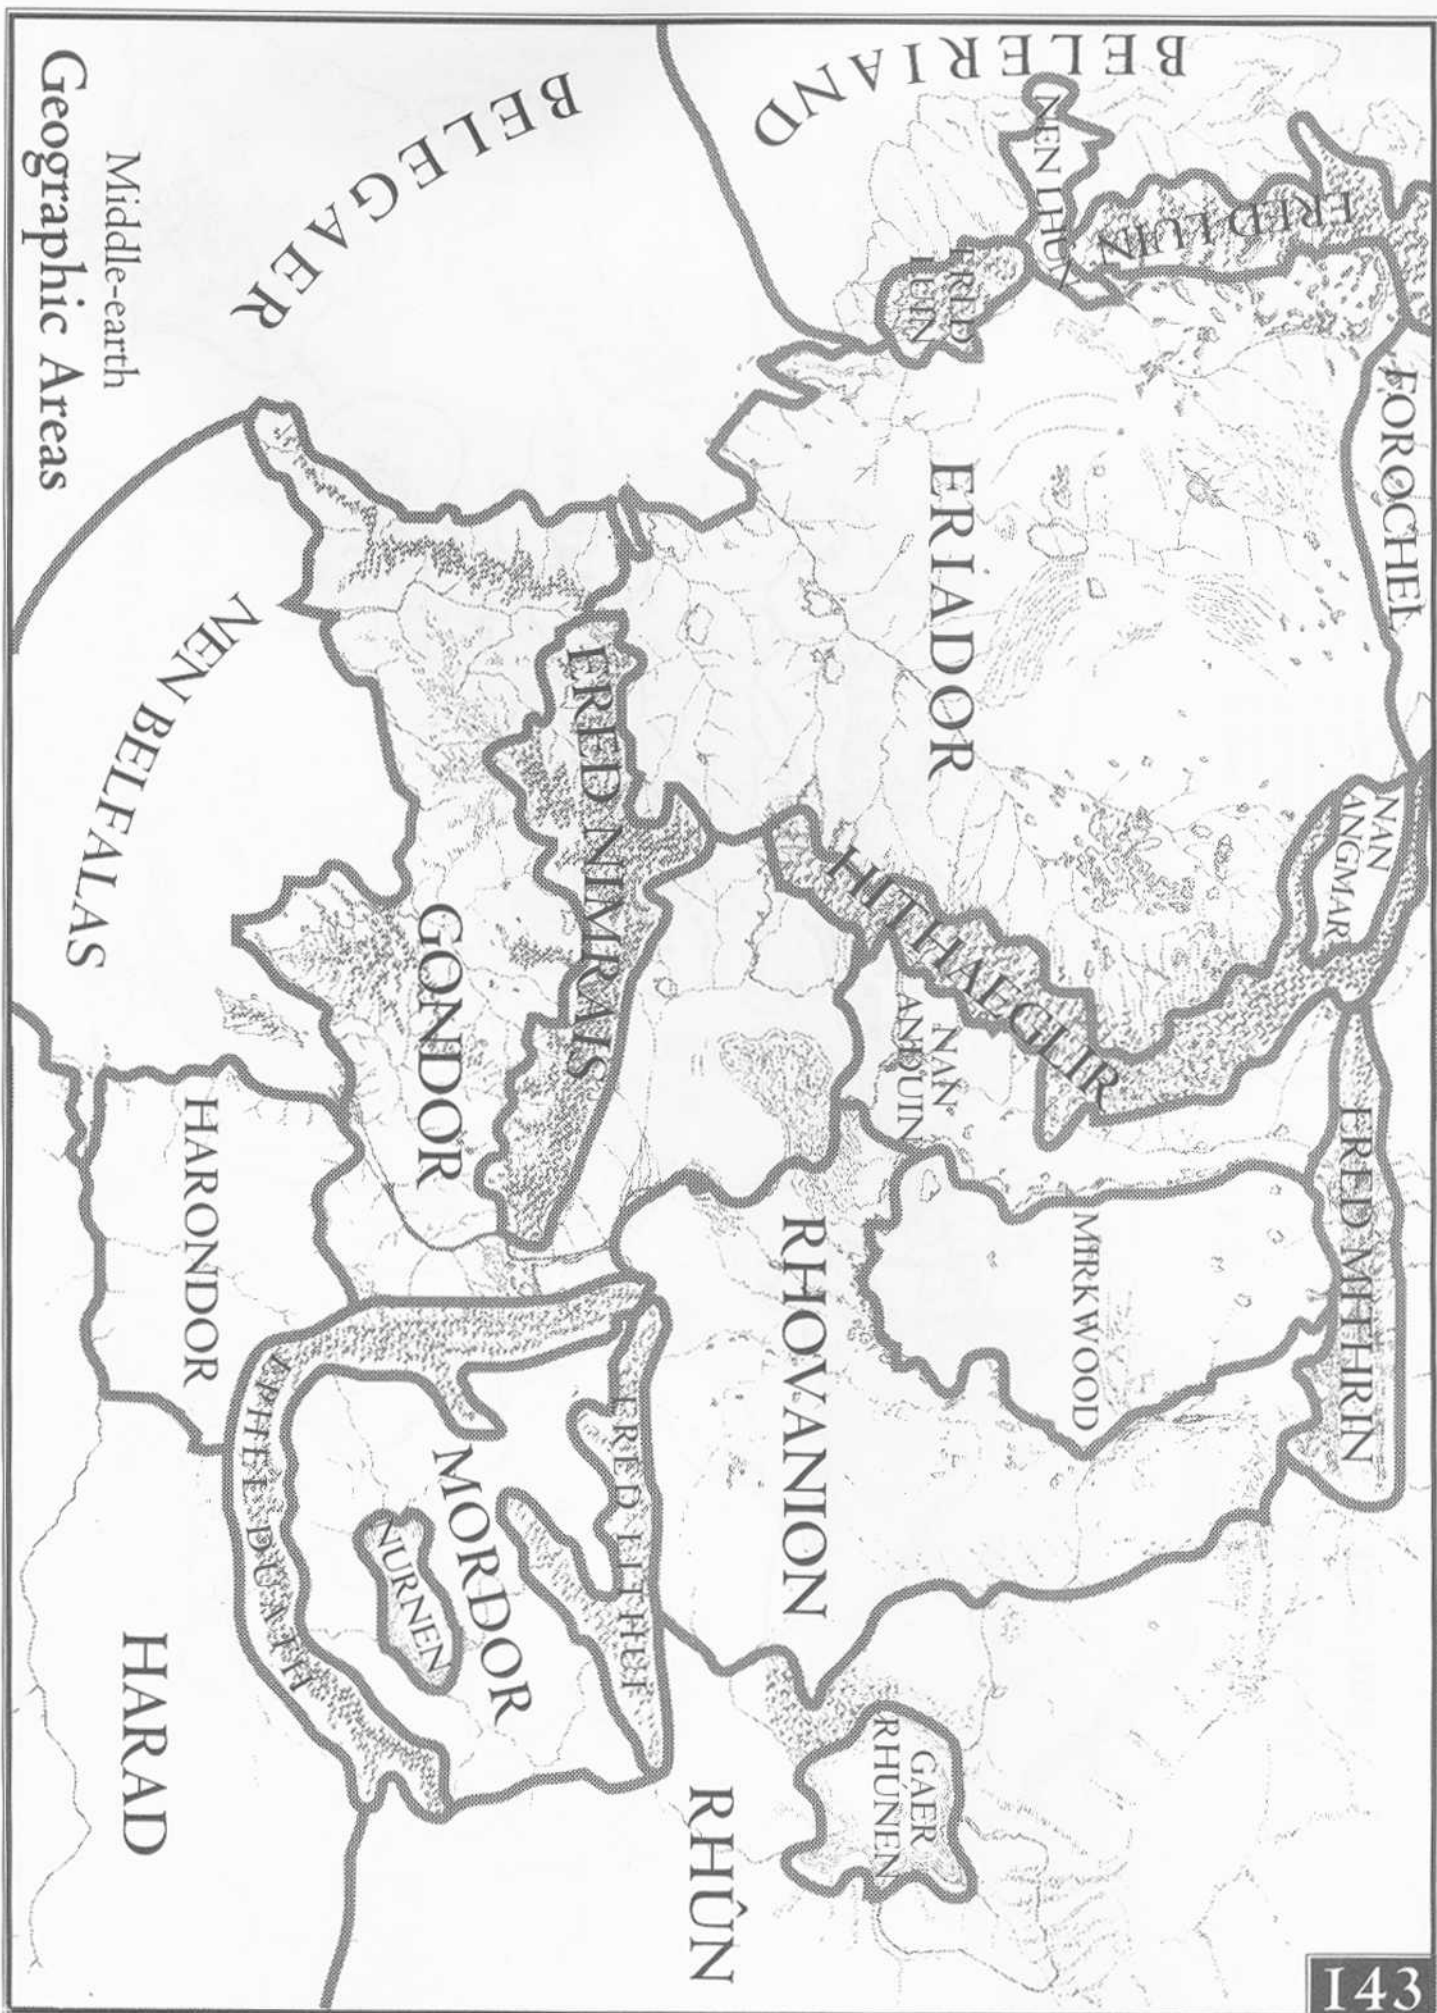 FOROCHEL
NAN
ANGMAR
ERED MITHRIN
ERED LUIN
BELERIAND
NEN LHUN
ERED
LUIN
ERIADOR
HITHAEGLIR
NAN
ANDUIN
MIRKWOOD
RHOVANION
GAER
RHÚNEN
RHÛN
BELEGAER
ERED NIMRAIS
GONDOR
ERED LITHUI
MORDOR
NURNEN
EPHEL DUATH
NEN BELFALAS
HARONDOR
HARAD
Middle-earth
Geographic Areas
143